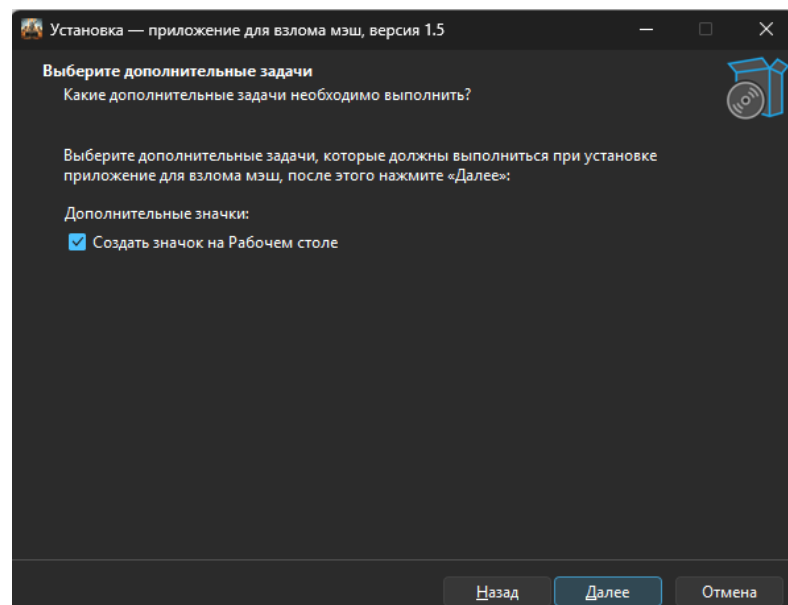 Установка — приложение для взлома мэш, версия 1.5
Выберите дополнительные задачи
Какие дополнительные задачи необходимо выполнить?
Выберите дополнительные задачи, которые должны выполниться при установке
приложение для взлома мэш, после этого нажмите «Далее»:
Дополнительные значки:
Создать значок на Рабочем столе
Назад
Далее
Отмена